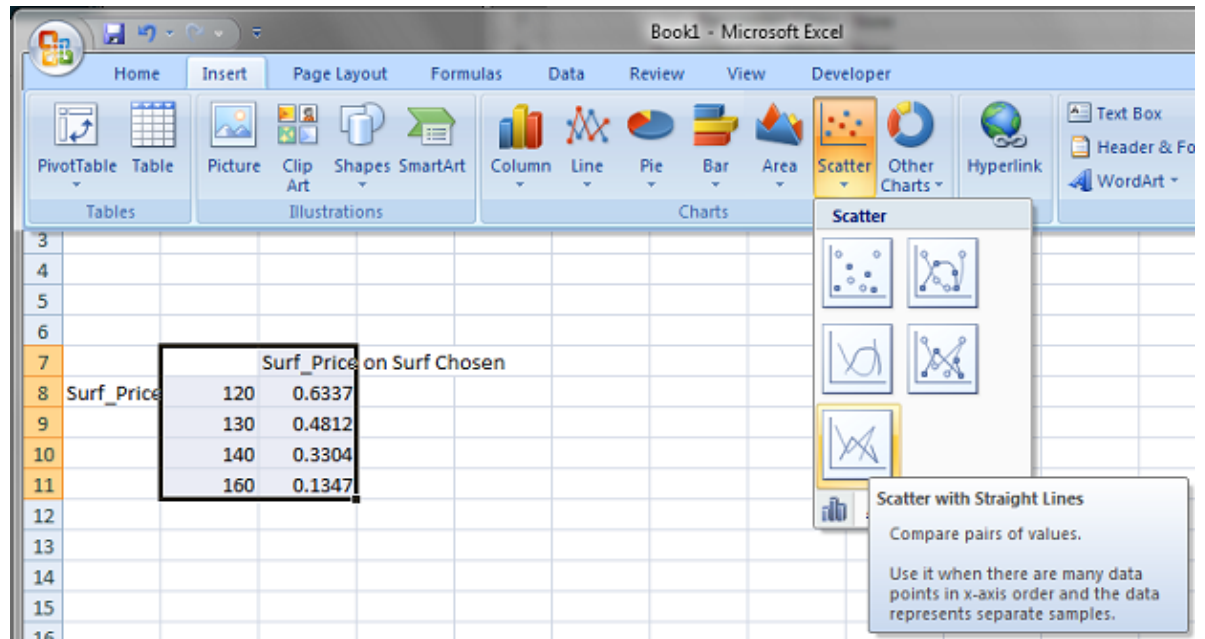 Book1 - Microsoft Excel
Home Insert Page Layout Formulas Data Review View Developer
PivotTable Table Picture Clip Art Shapes SmartArt Column Line Pie Bar Area Scatter Other Charts Hyperlink Text Box
Header & Fo
WordArt
Tables Illustrations Charts
Scatter
3
4
5
6
7 Surf_Price on Surf Chosen
8 Surf_Price 120 0.6337
9 130 0.4812
10 140 0.3304
11 160 0.1347
12
13
14
15
16
Scatter with Straight Lines
Compare pairs of values.
Use it when there are many data
points in x-axis order and the data
represents separate samples.